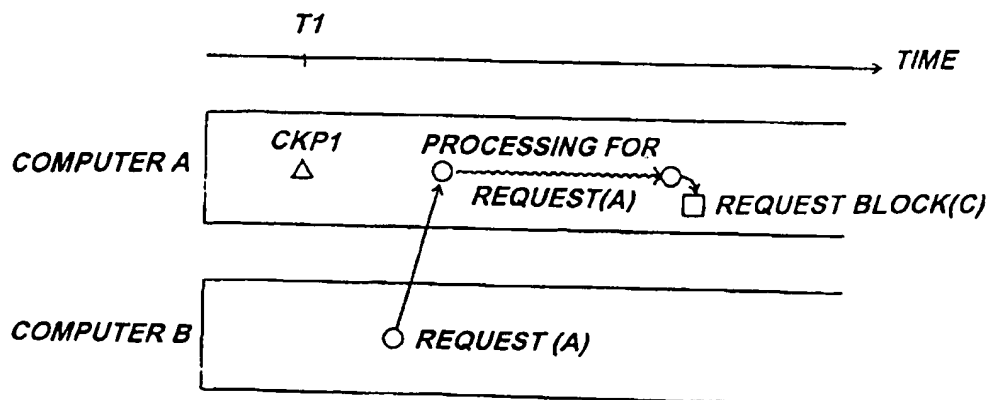 T1
TIME
COMPUTER A
CKP1
PROCESSING FOR
REQUEST(A)
REQUEST BLOCK(C)
COMPUTER B
REQUEST (A)